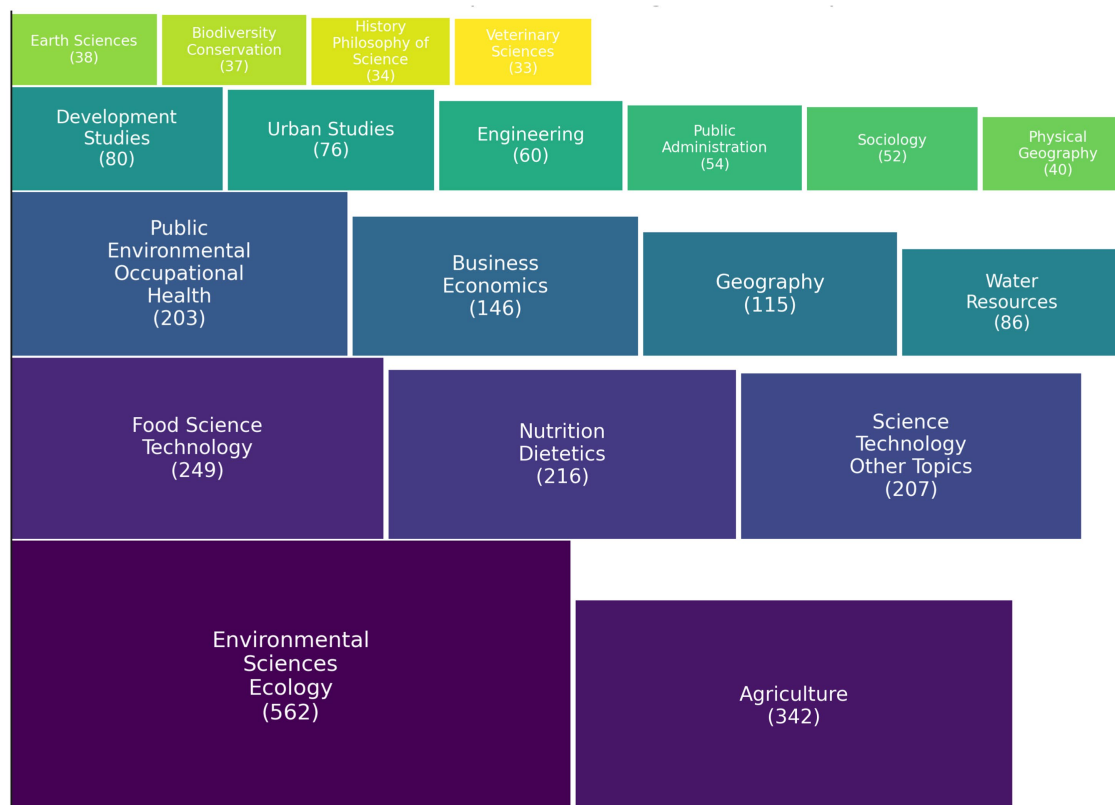 Earth Sciences
(38)
Biodiversity
Conservation
(37)
History
Philosophy of
Science
(34)
Veterinary
Sciences
(33)
Development
Studies
(80)
Urban Studies
(76)
Engineering
(60)
Public
Administration
(54)
Sociology
(52)
Physical
Geography
(40)
Public
Environmental
Occupational
Health
(203)
Business
Economics
(146)
Geography
(115)
Water
Resources
(86)
Food Science
Technology
(249)
Nutrition
Dietetics
(216)
Science
Technology
Other Topics
(207)
Environmental
Sciences
Ecology
(562)
Agriculture
(342)